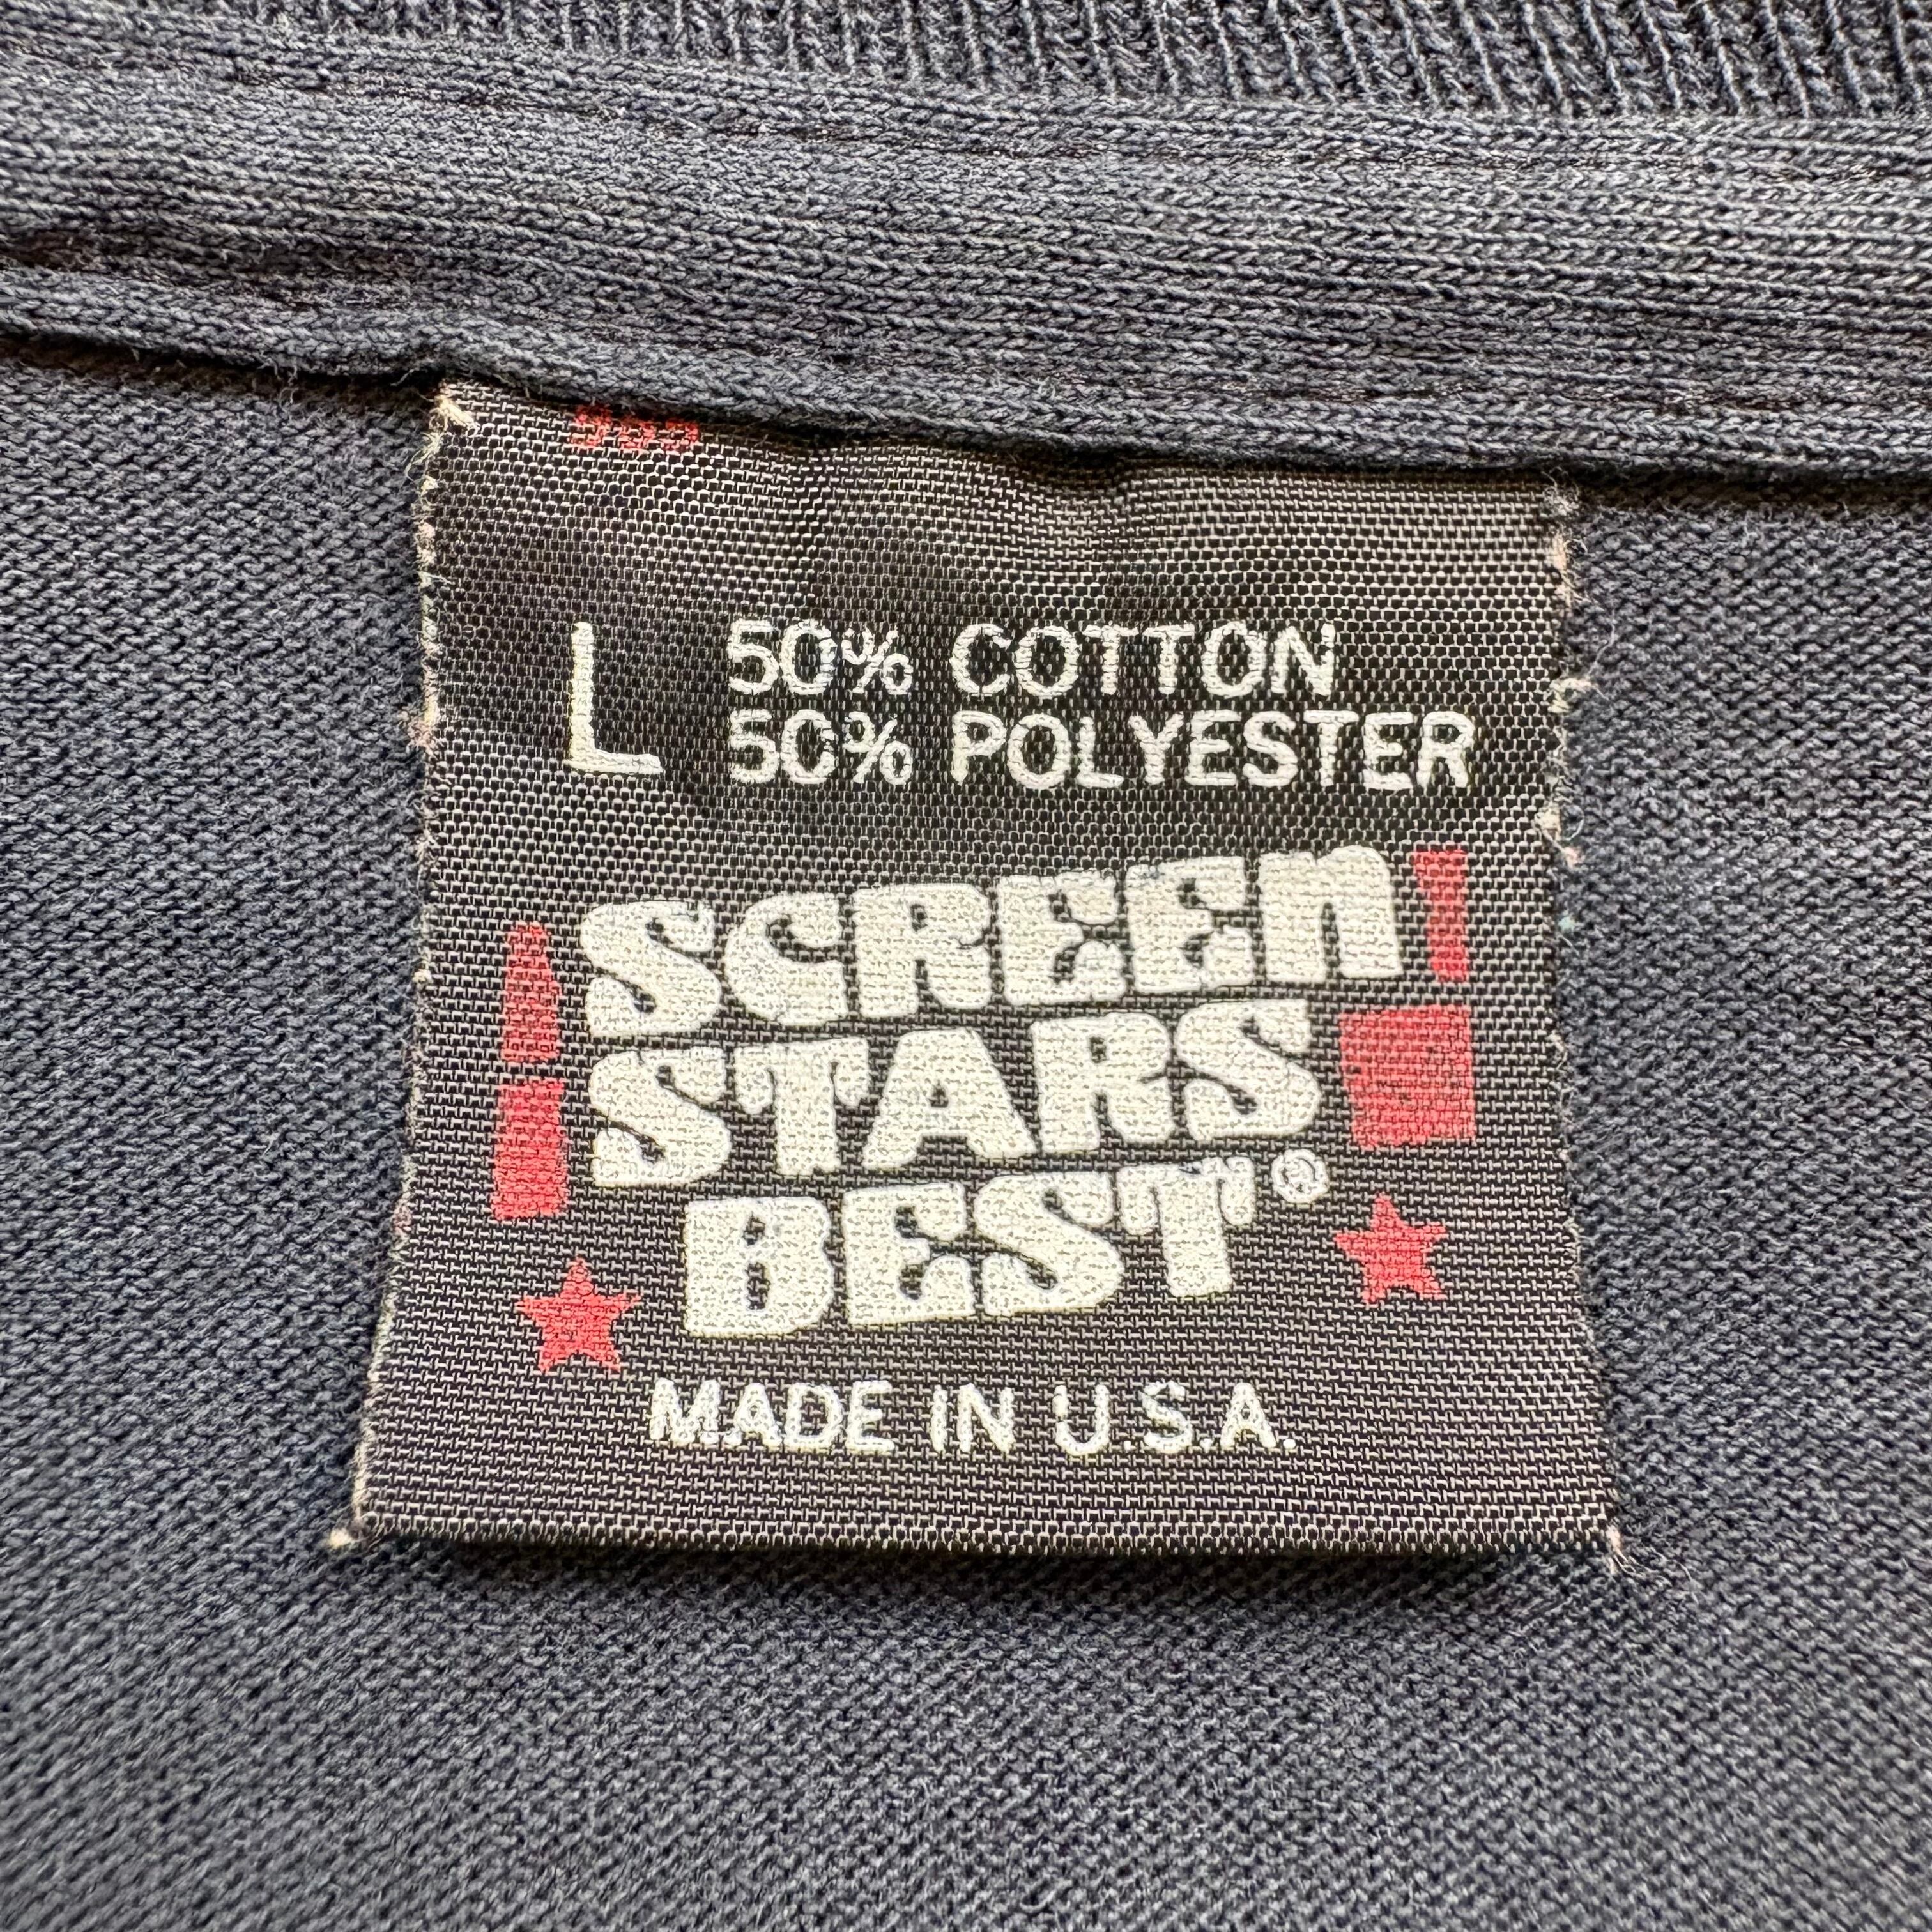 L 50% COTTON
50% POLYESTER
SCREEN
STARS
BEST®
MADE IN U.S.A.